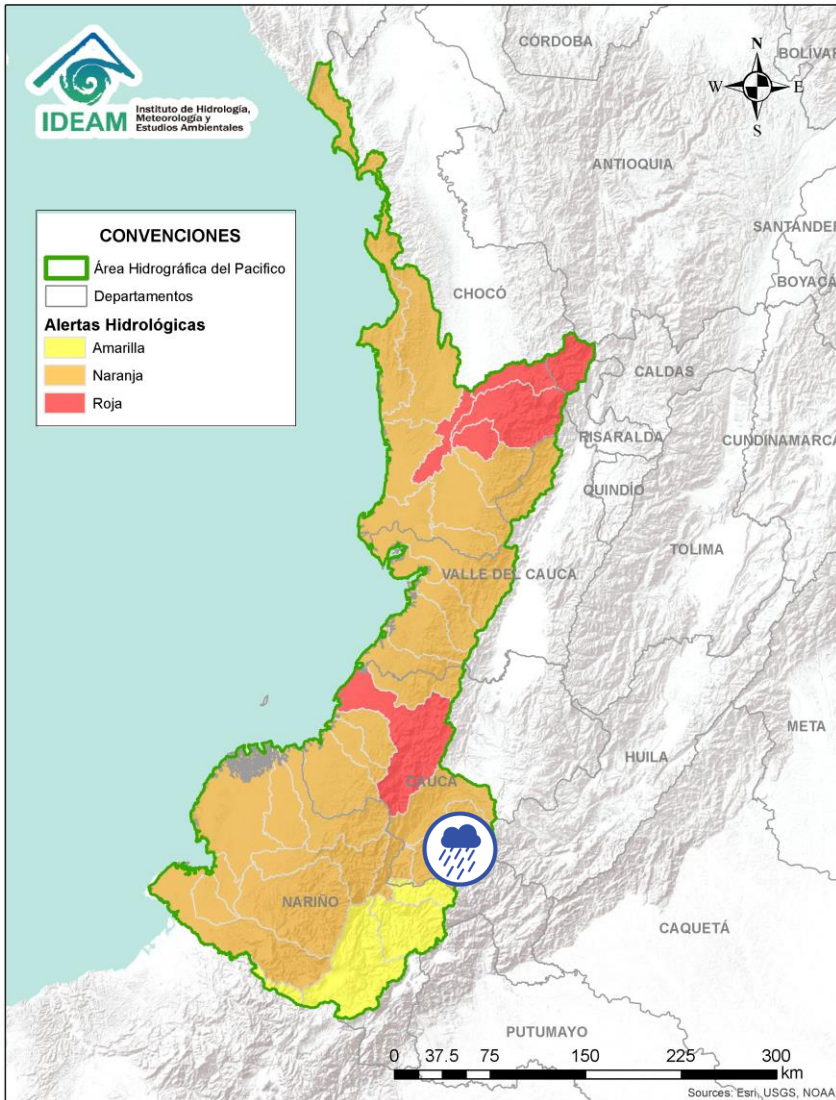 IDEAM
Instituto de Hidrología,
Meteorología y
Estudios Ambientales
CÓRDOBA
BOLÍVAR
N
W
E
S
ANTIOQUIA
SANTANDER
BOYACÁ
CONVENCIONES
Área Hidrográfica del Pacifico
Departamentos
Alertas Hidrológicas
Amarilla
Naranja
Roja
CHOCÓ
CALDAS
RISARALDA
CUNDINAMARCA
QUINDÍO
TOLIMA
VALLE DEL CAUCA
META
HUILA
CAUCA
NARIÑO
CAQUETÁ
PUTUMAYO
0 37.5 75 150 225 300
km
Sources: Esri, USGS, NOAA